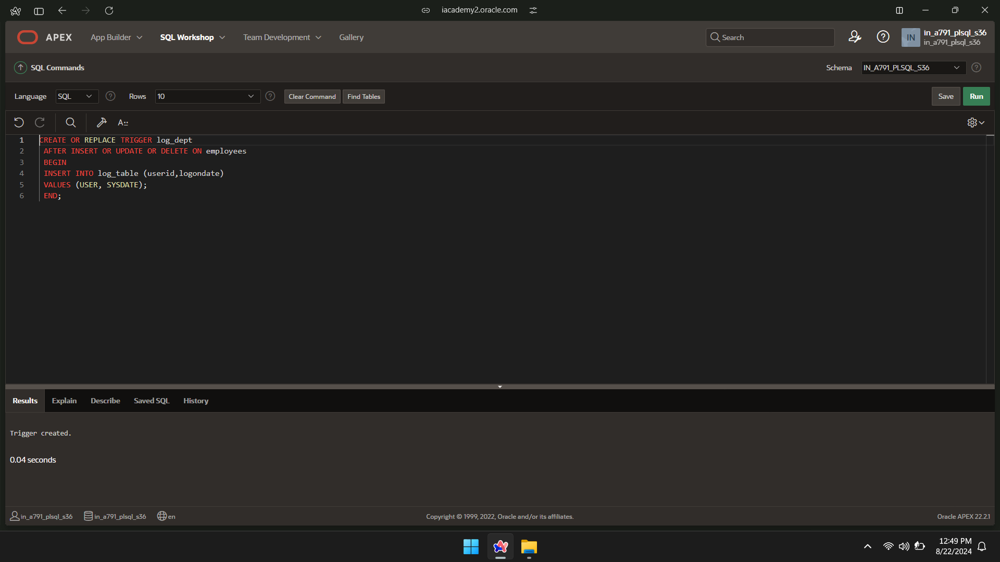 iacademy2.oracle.com
APEX
App Builder
SQL Workshop
Team Development
Gallery
Search
IN
in_a791_plsql_s36
in_a791_plsql_s36
SQL Commands
Schema
IN_A791_PLSQL_S36
Language
SQL
Rows
10
Clear Command
Find Tables
Save
Run
1 CREATE OR REPLACE TRIGGER log_dept
2 AFTER INSERT OR UPDATE OR DELETE ON employees
3 BEGIN
4 INSERT INTO log_table (userid,logondate)
5 VALUES (USER, SYSDATE);
6 END;
Results
Explain
Describe
Saved SQL
History
Trigger created.
0.04 seconds
in_a791_plsql_s36
in_a791_plsql_s36
en
Copyright © 1999, 2022, Oracle and/or its affiliates.
Oracle APEX 22.2.1
12:49 PM
8/22/2024